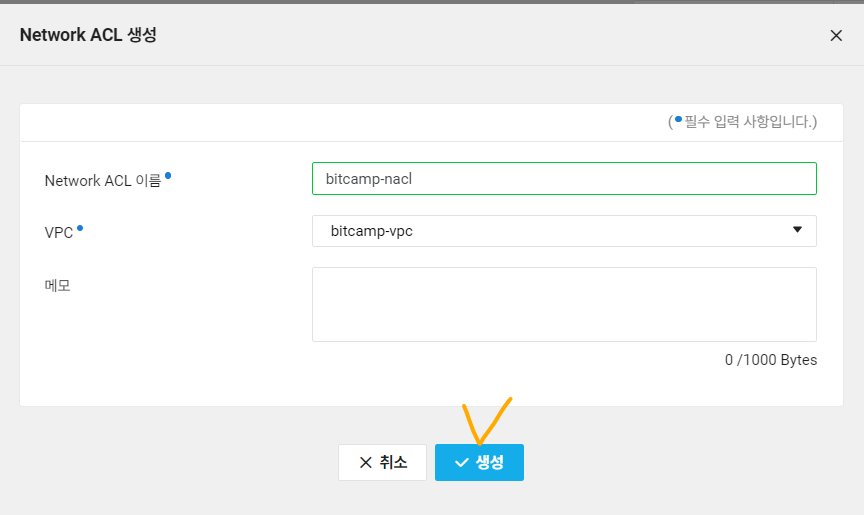 Network ACL 생성
(•필수 입력 사항입니다.)
Network ACL 이름•
bitcamp-nacl
VPC•
bitcamp-vpc
메모
0 /1000 Bytes
취소
생성